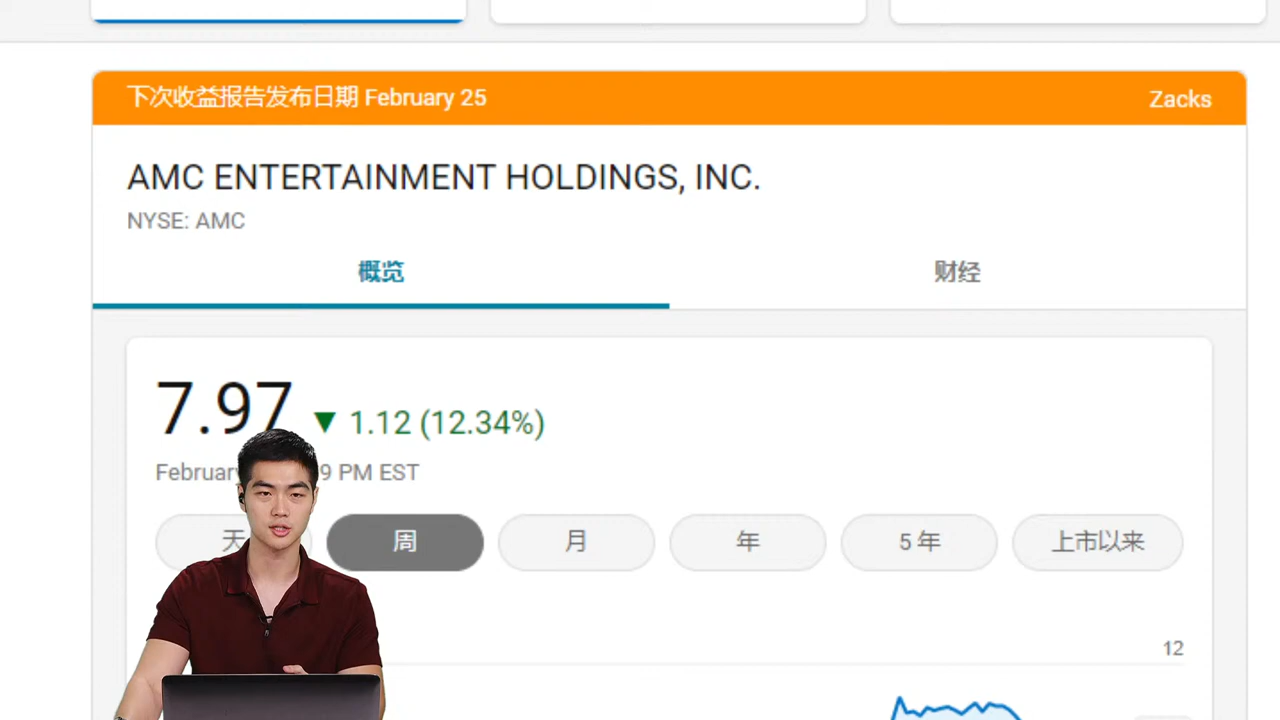 下次收益报告发布日期 February 25
Zacks
AMC ENTERTAINMENT HOLDINGS, INC.
NYSE: AMC
概览
财经
7.97 ▼ 1.12 (12.34%)
9 PM EST
天
周
月
年
5 年
上市以来
12